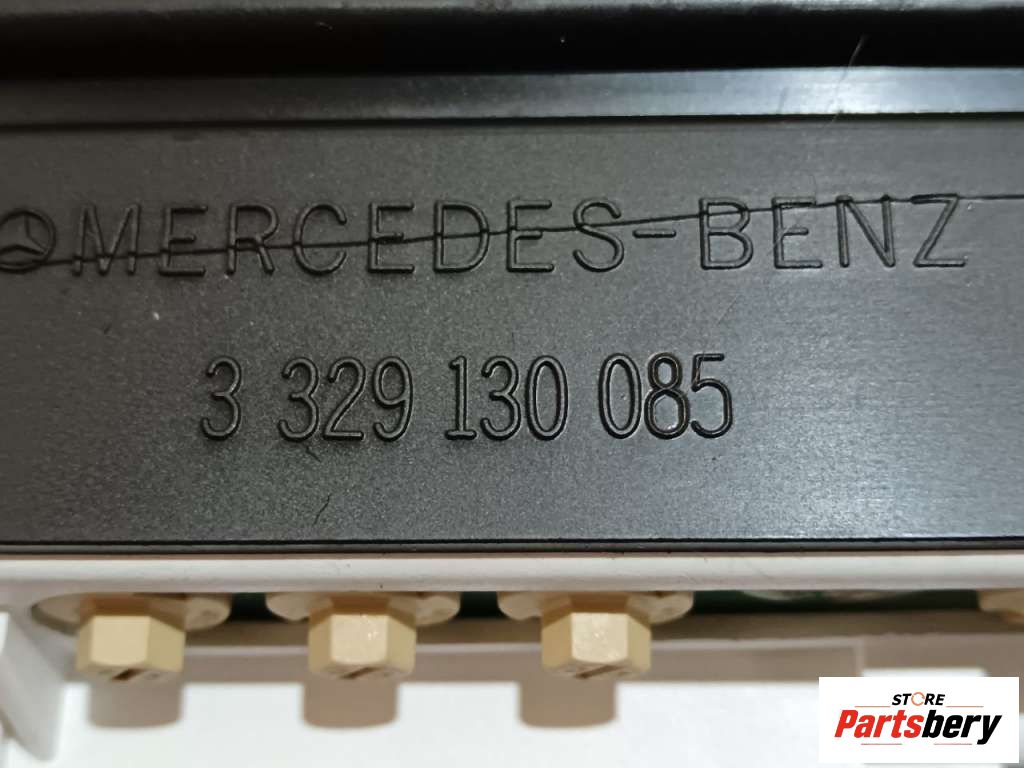 MERCEDES-BENZ
3 329 130 085
STORE
Partsbery